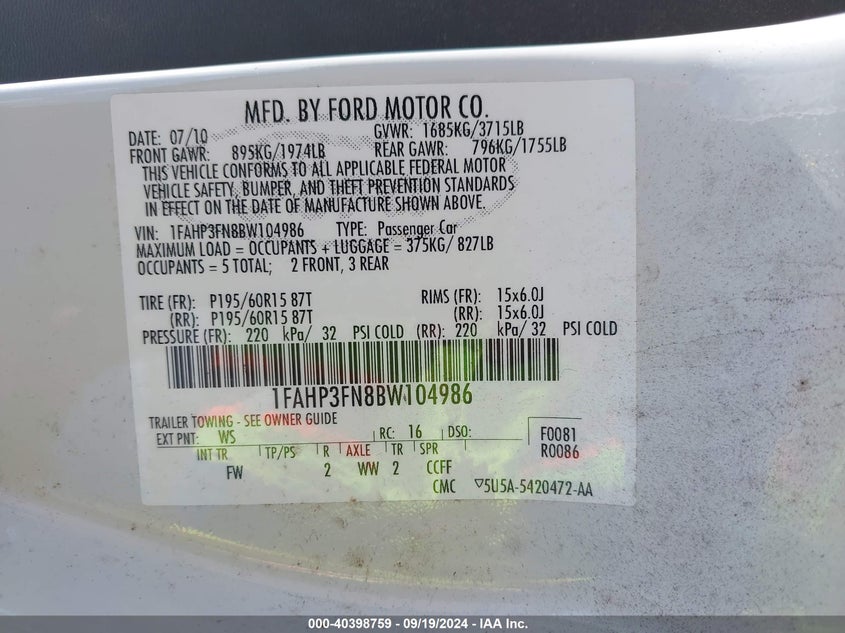 MFD. BY FORD MOTOR CO.
DATE: 07/10 GVWR: 1685KG/3715LB
FRONT GAWR: 895KG/1974LB REAR GAWR: 796KG/1755LB
THIS VEHICLE CONFORMS TO ALL APPLICABLE FEDERAL MOTOR
VEHICLE SAFETY, BUMPER, AND THEFT PREVENTION STANDARDS
IN EFFECT ON THE DATE OF MANUFACTURE SHOWN ABOVE.
VIN: 1FAHP3FN8BW104986 TYPE: Passenger Car
MAXIMUM LOAD = OCCUPANTS + LUGGAGE = 375KG/ 827LB
OCCUPANTS = 5 TOTAL; 2 FRONT, 3 REAR
TIRE (FR): P195/60R15 87T RIMS (FR): 15x6.0J
(RR): P195/60R15 87T (RR): 15x6.0J
PRESSURE (FR): 220 kPa/ 32 PSI COLD (RR): 220 kPa/ 32 PSI COLD
1FAHP3FN8BW104986
TRAILER TOWING - SEE OWNER GUIDE
EXT PNT: WS RC: 16 DSO: F0081
INT TR TP/PS R AXLE TR SPR R0086
FW 2 WW 2 CCFF
CMC ▽5U5A-5420472-AA
000-40398759 - 09/19/2024 - IAA Inc.